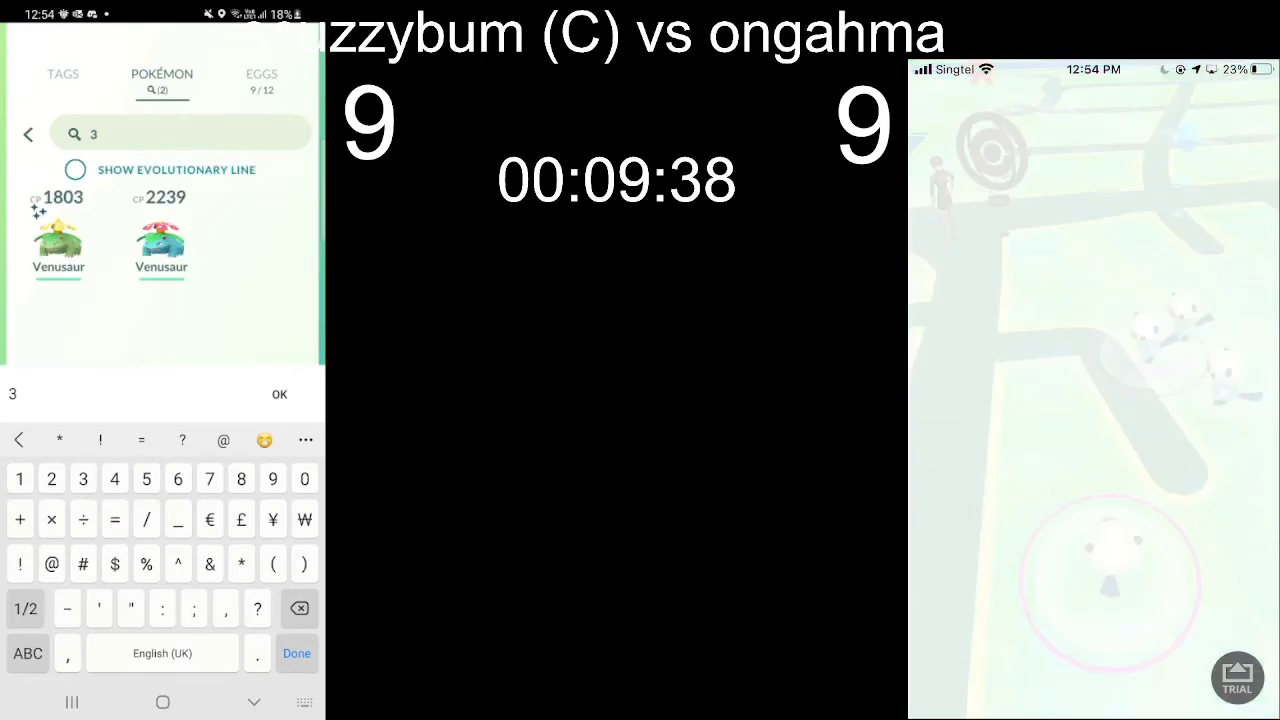 12:54 18%
TAGS POKÉMON EGGS
(2) 9 / 12
3
SHOW EVOLUTIONARY LINE
CP 1803 CP 2239
Venusaur Venusaur
3 OK
* ! = ? @ ...
1 2 3 4 5 6 7 8 9 0
+ × ÷ = / _ € £ ¥ ₩
! @ # $ % ^ & * ( )
1/2 - ' " : ; , ?
ABC , English (UK) . Done
uzzybum (C) vs ongahma
9 9
00:09:38
Singtel 12:54 PM 23%
TRIAL